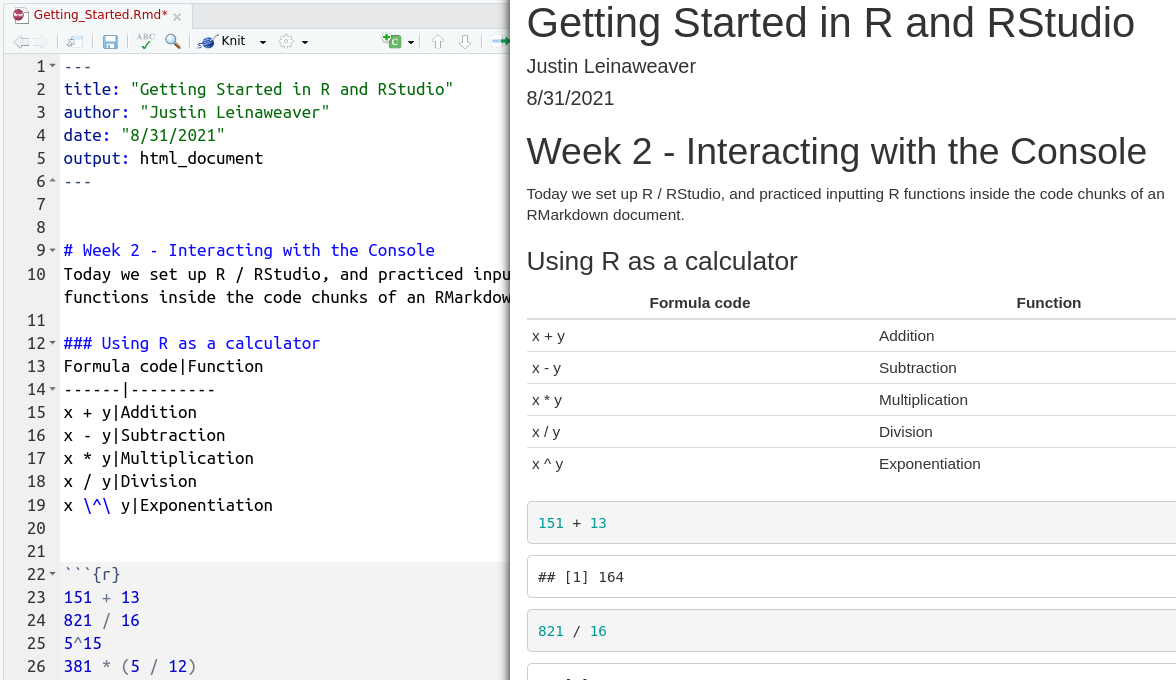 Getting_Started.Rmd*
ABC
Knit
C
1 ---
2 title: "Getting Started in R and RStudio"
3 author: "Justin Leinaweaver"
4 date: "8/31/2021"
5 output: html_document
6 ---
7
8
9 # Week 2 - Interacting with the Console
10 Today we set up R / RStudio, and practiced inpu
functions inside the code chunks of an RMarkdow
11
12 ### Using R as a calculator
13 Formula code|Function
14 ------|---------
15 x + y|Addition
16 x - y|Subtraction
17 x * y|Multiplication
18 x / y|Division
19 x \^\ y|Exponentiation
20
21
22 ```{r}
23 151 + 13
24 821 / 16
25 5^15
26 381 * (5 / 12)
Getting Started in R and RStudio
Justin Leinaweaver
8/31/2021
Week 2 - Interacting with the Console
Today we set up R / RStudio, and practiced inputting R functions inside the code chunks of an
RMarkdown document.
Using R as a calculator
Formula code Function
x + y Addition
x - y Subtraction
x * y Multiplication
x / y Division
x ^ y Exponentiation
151 + 13
## [1] 164
821 / 16